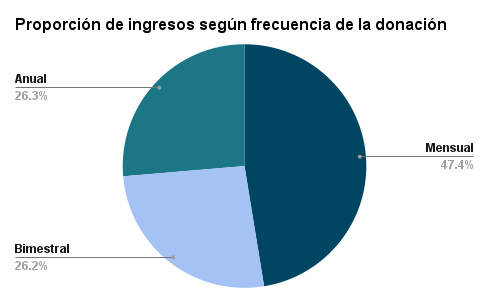 Proporción de ingresos según frecuencia de la donación
Anual
26.3%
Mensual
47.4%
Bimestral
26.2%